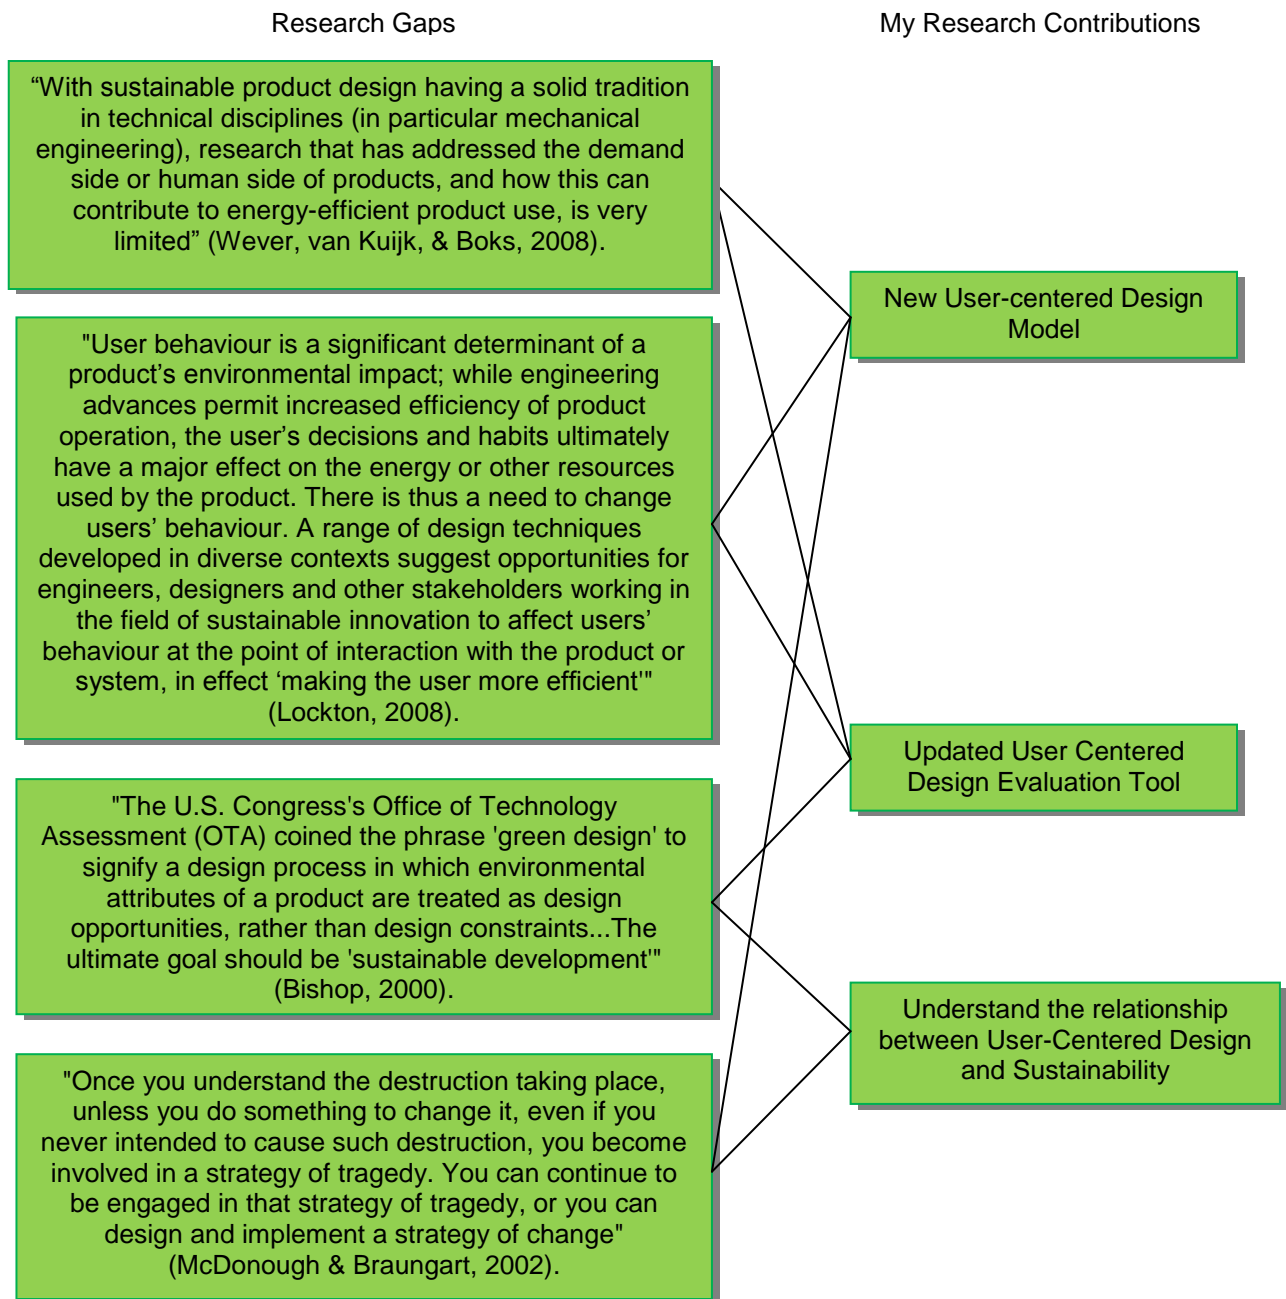 Research Gaps
My Research Contributions
“With sustainable product design having a solid tradition
in technical disciplines (in particular mechanical
engineering), research that has addressed the demand
side or human side of products, and how this can
contribute to energy-efficient product use, is very
limited” (Wever, van Kuijk, & Boks, 2008).
"User behaviour is a significant determinant of a
product’s environmental impact; while engineering
advances permit increased efficiency of product
operation, the user’s decisions and habits ultimately
have a major effect on the energy or other resources
used by the product. There is thus a need to change
users’ behaviour. A range of design techniques
developed in diverse contexts suggest opportunities for
engineers, designers and other stakeholders working in
the field of sustainable innovation to affect users’
behaviour at the point of interaction with the product or
system, in effect ‘making the user more efficient'"
(Lockton, 2008).
"The U.S. Congress's Office of Technology
Assessment (OTA) coined the phrase 'green design' to
signify a design process in which environmental
attributes of a product are treated as design
opportunities, rather than design constraints...The
ultimate goal should be 'sustainable development'"
(Bishop, 2000).
"Once you understand the destruction taking place,
unless you do something to change it, even if you
never intended to cause such destruction, you become
involved in a strategy of tragedy. You can continue to
be engaged in that strategy of tragedy, or you can
design and implement a strategy of change"
(McDonough & Braungart, 2002).
New User-centered Design
Model
Updated User Centered
Design Evaluation Tool
Understand the relationship
between User-Centered Design
and Sustainability